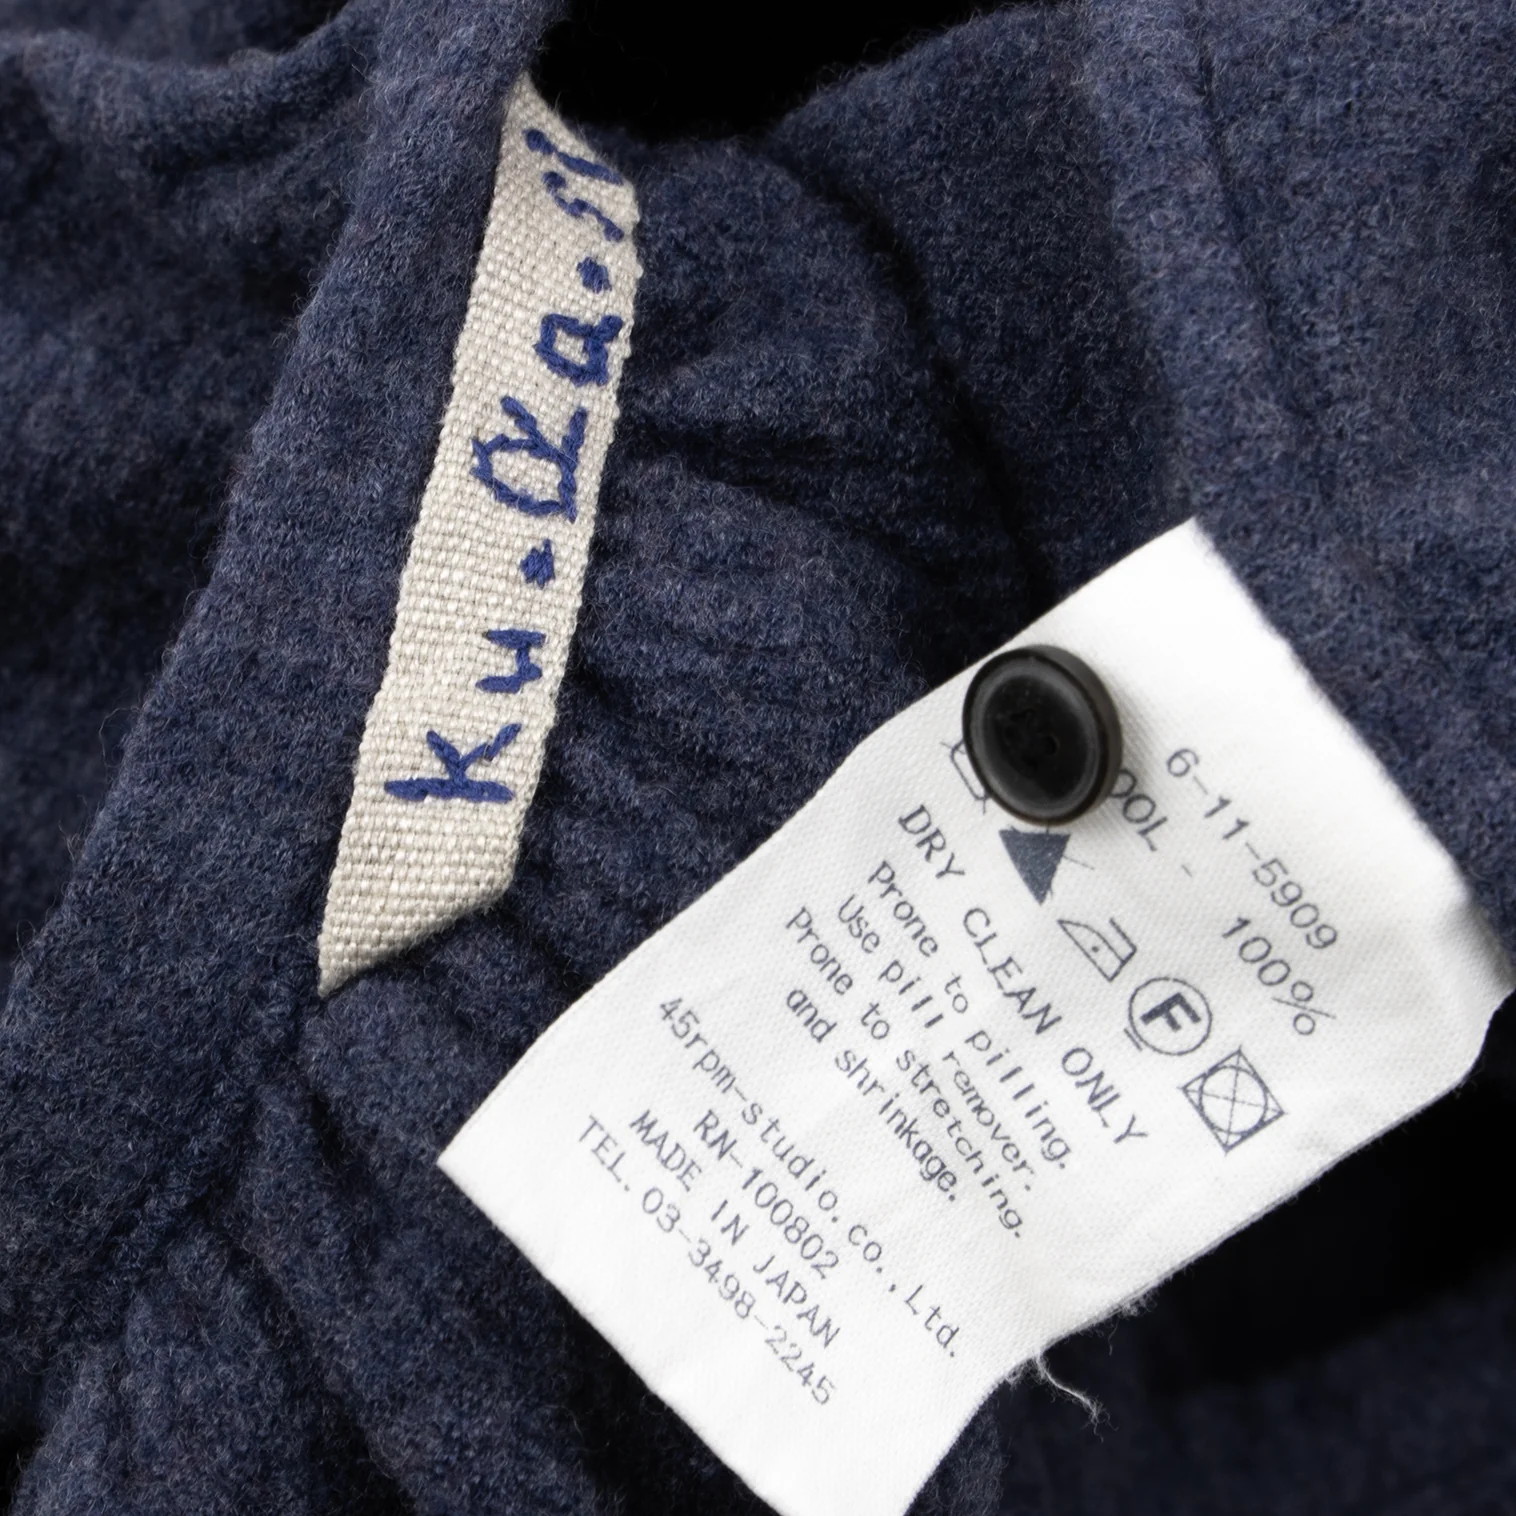 Ku.
6-11-5909
100%
DRY CLEAN ONLY
Prone to pilling.
Use pill remover.
Prone to stretching.
and shrinkage.
45rpm-studio.co.,Ltd.
RN-100802
MADE IN JAPAN
TEL.03-3498-2245
F